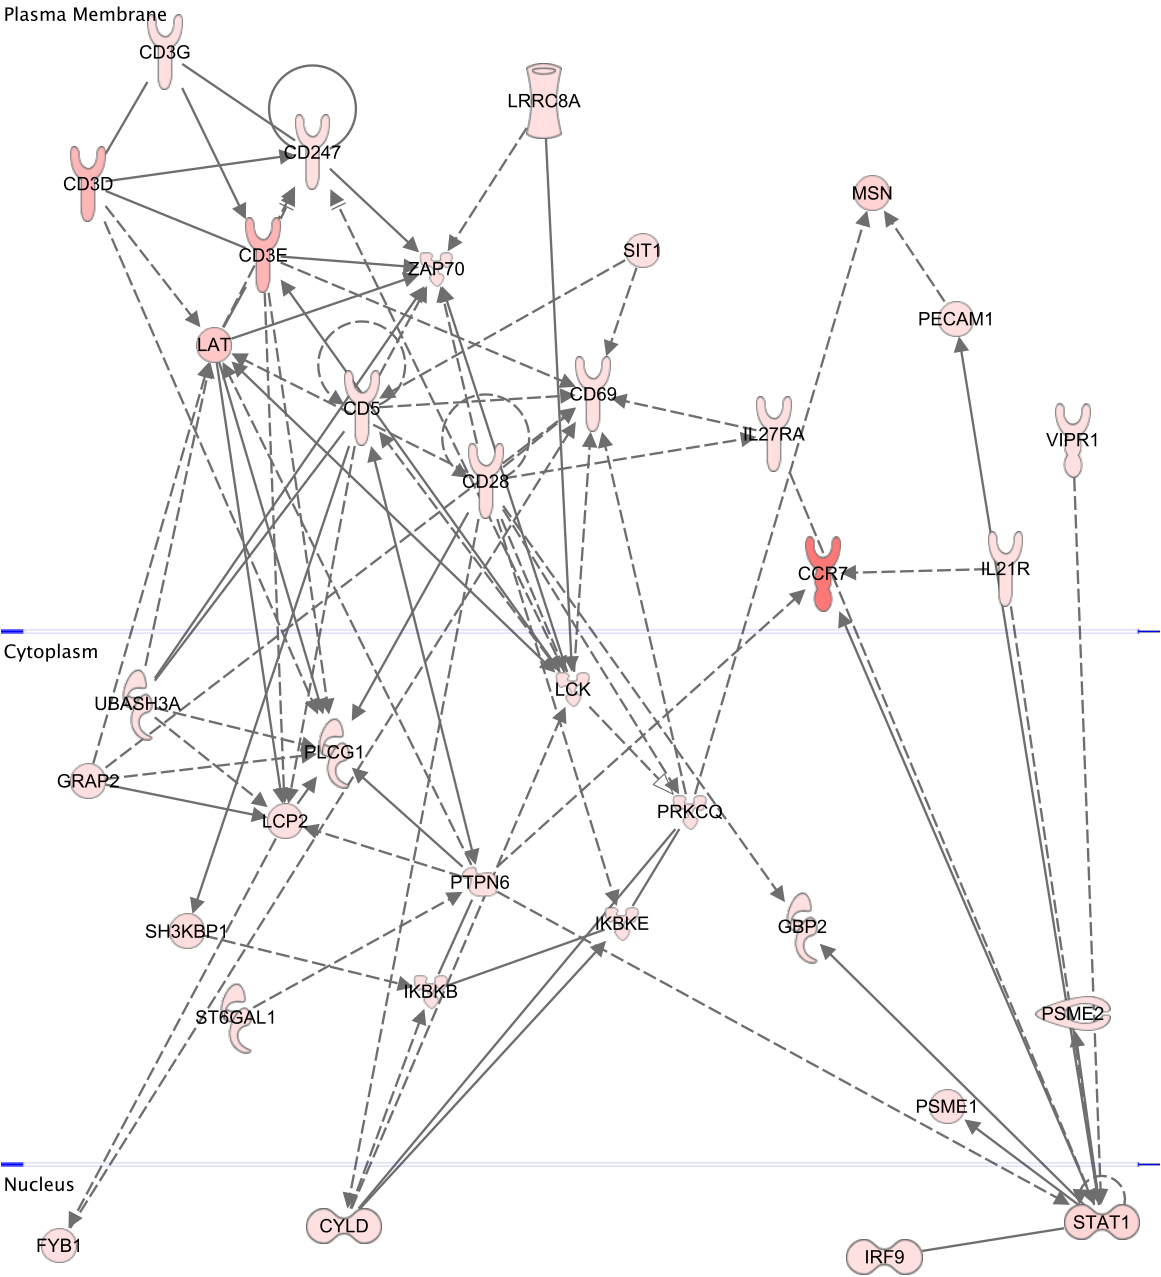 Plasma Membrane
CD3G
LRRC8A
CD247
CD3D
MSN
SIT1
CD3E
ZAP70
PECAM1
LAT
CD69
CD5
IL27RA
VIPR1
CD28
IL21R
CCR7
Cytoplasm
LCK
UBASH3A
PLCG1
GRAP2
PRKCQ
LCP2
PTPN6
IKBKE
GBP2
SH3KBP1
IKBKB
PSME2
ST6GAL1
PSME1
Nucleus
STAT1
CYLD
FYB1
IRF9